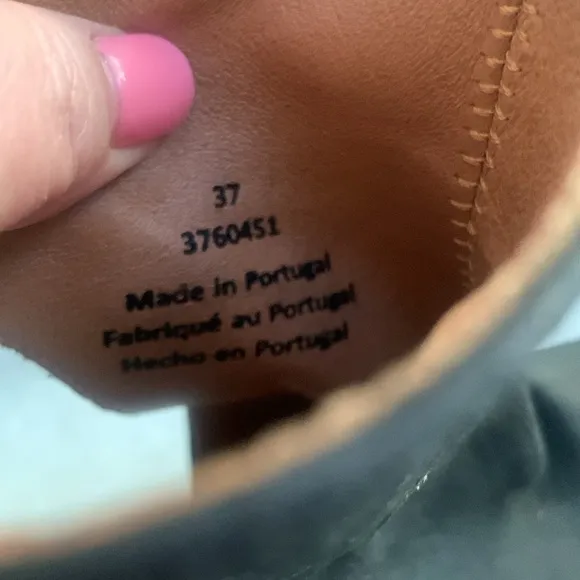 37
3760451
Made in Portugal
Fabriqué au Portugal
Hecho en Portugal